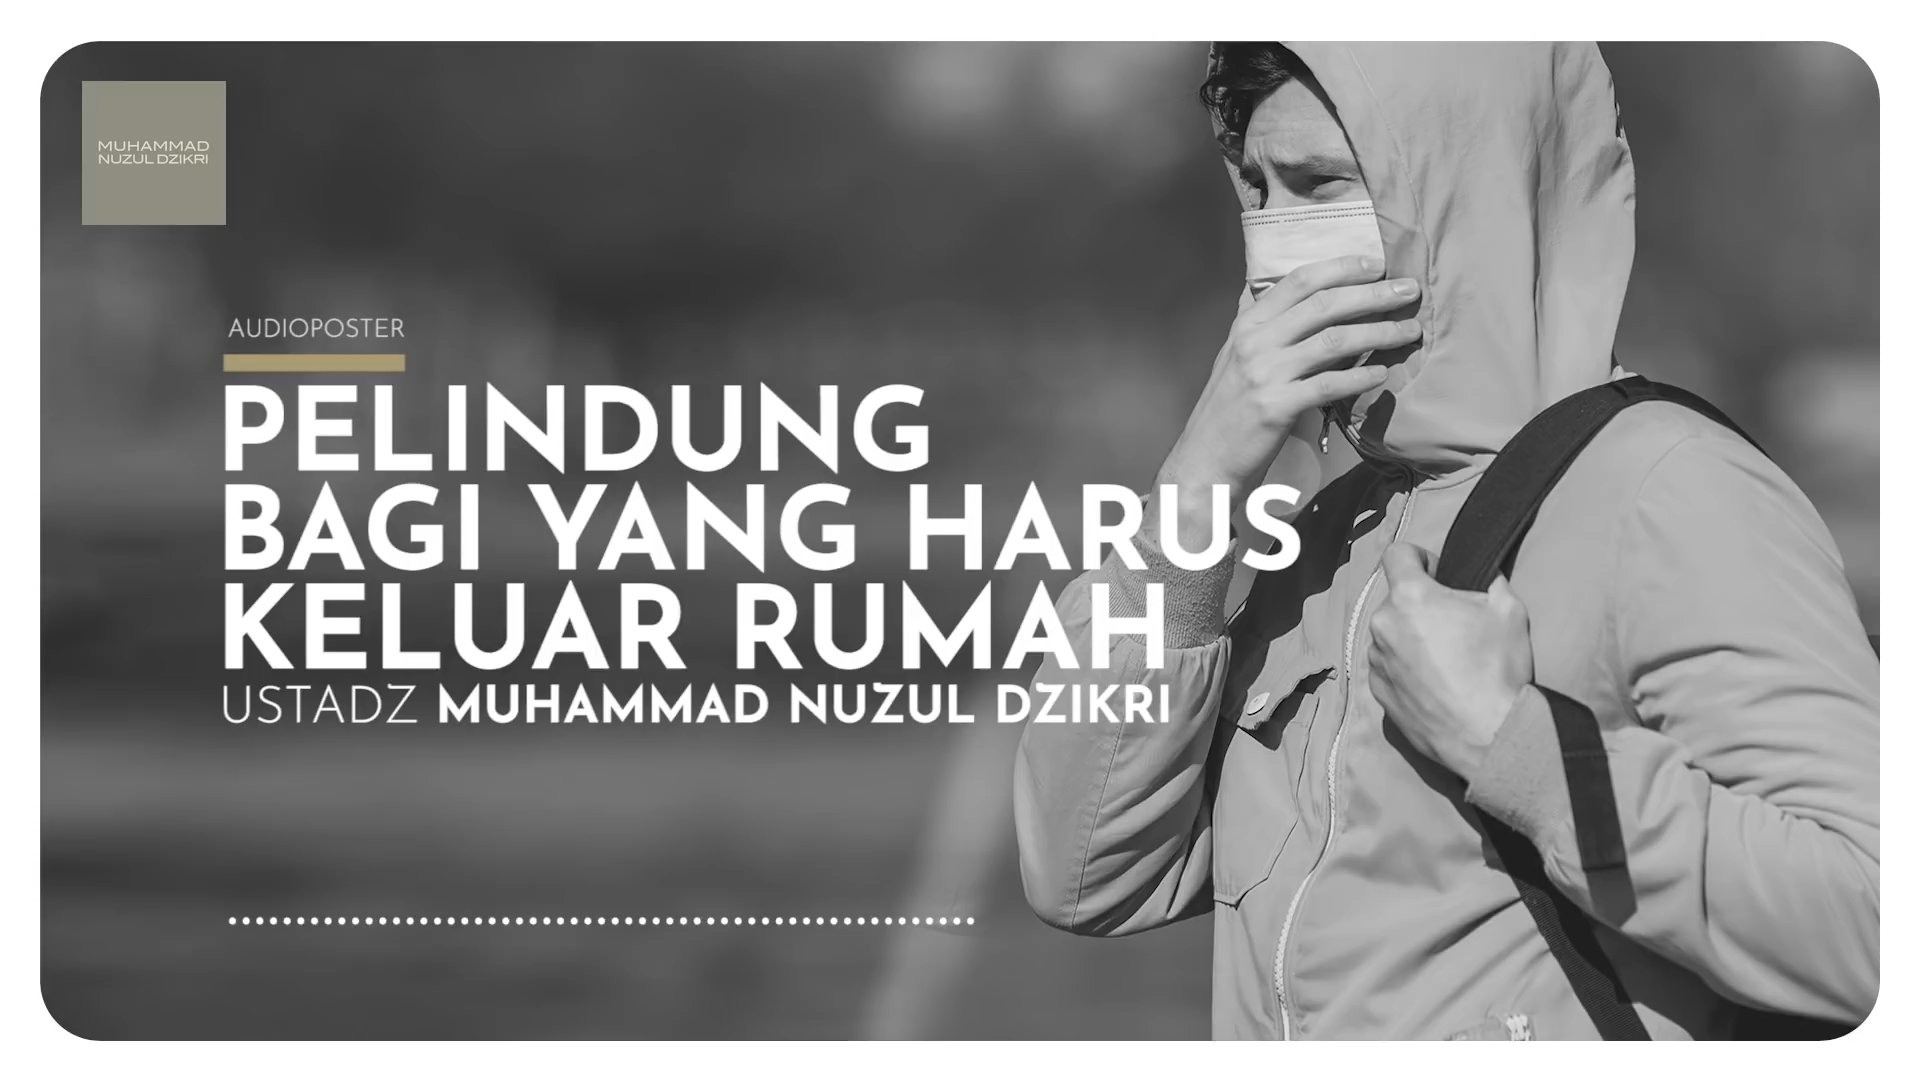 MUHAMMAD
NUZUL DZIKRI
AUDIOPOSTER
PELINDUNG
BAGI YANG HARUS
KELUAR RUMAH
USTADZ MUHAMMAD NUZUL DZIKRI